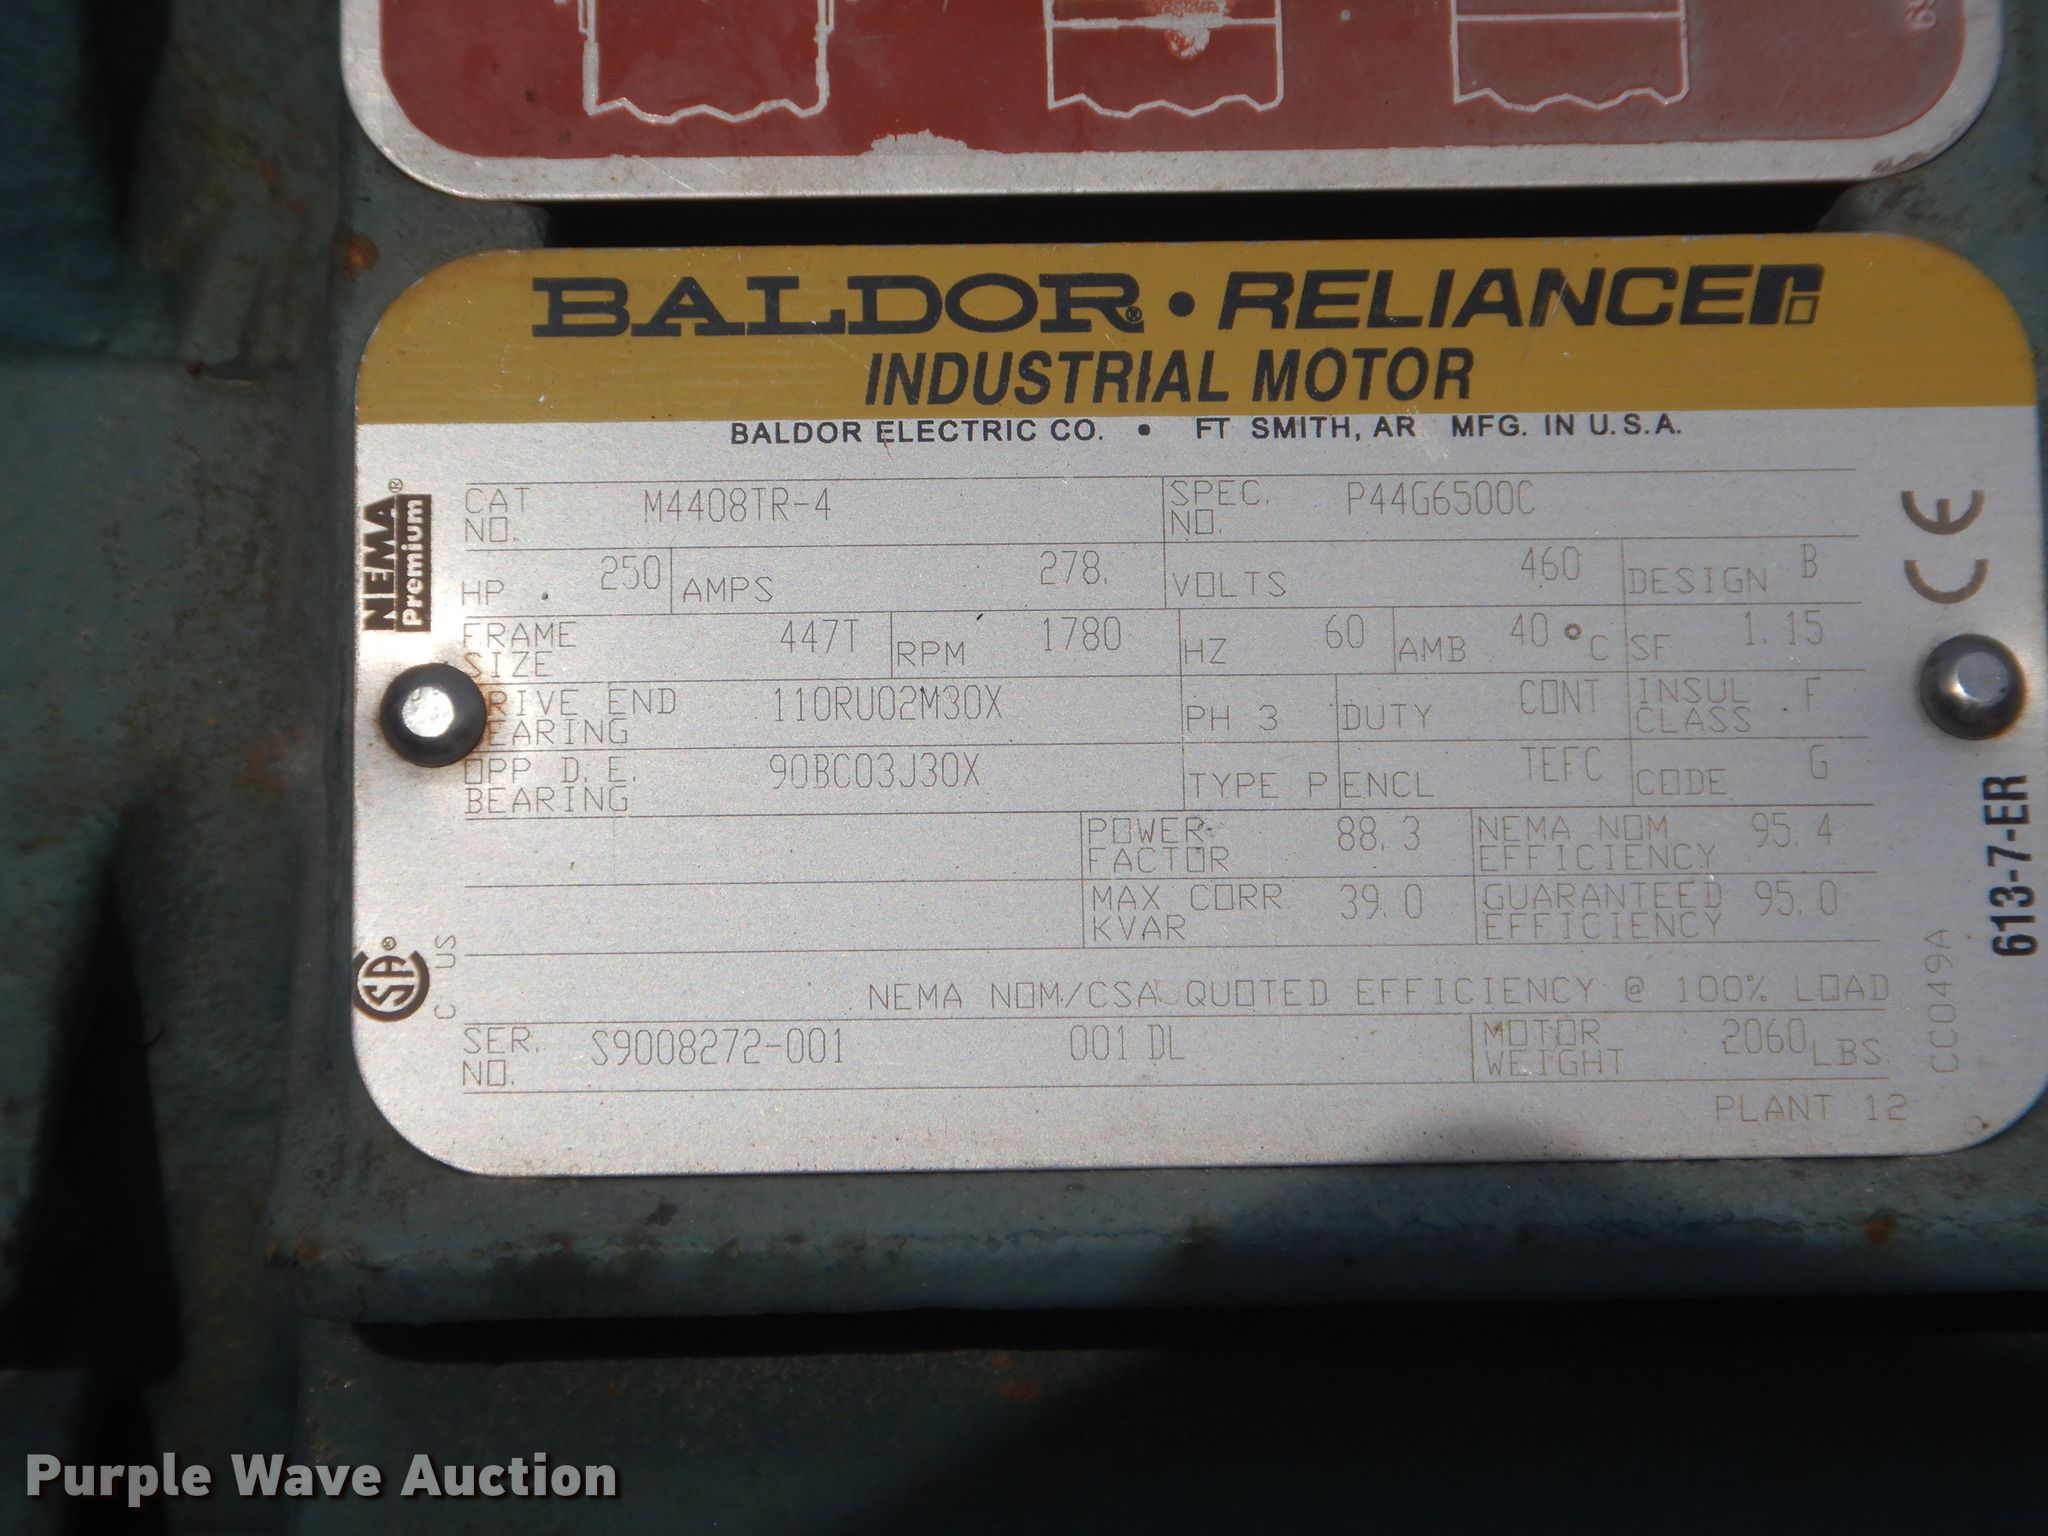 BALDOR® • RELIANCE
INDUSTRIAL MOTOR
BALDOR ELECTRIC CO. • FT SMITH, AR MFG. IN U.S.A.
NEMA®
Premium
CAT NO. M4408TR-4 SPEC. NO. P44G6500C
HP 250 AMPS 278. VOLTS 460 DESIGN B
FRAME SIZE 447T RPM 1780 HZ 60 AMB 40°C SF 1.15
DRIVE END BEARING 110RU02M30X PH 3 DUTY CONT INSUL CLASS F
OPP D.E. BEARING 90BC03J30X TYPE P ENCL TEFC CODE G
POWER FACTOR 88.3 NEMA NOM EFFICIENCY 95.4
MAX CORR KVAR 39.0 GUARANTEED EFFICIENCY 95.0
NEMA NOM/CSA QUOTED EFFICIENCY @ 100% LOAD
SER. NO. S9008272-001 001 DL MOTOR WEIGHT 2060 LBS.
PLANT 12
CE
613-7-ER
CC049A
SA®
C US
Purple Wave Auction